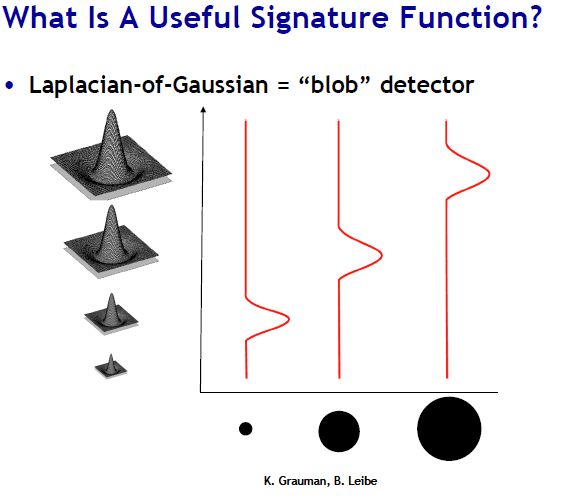 What Is A Useful Signature Function?
• Laplacian-of-Gaussian = “blob” detector
K. Grauman, B. Leibe